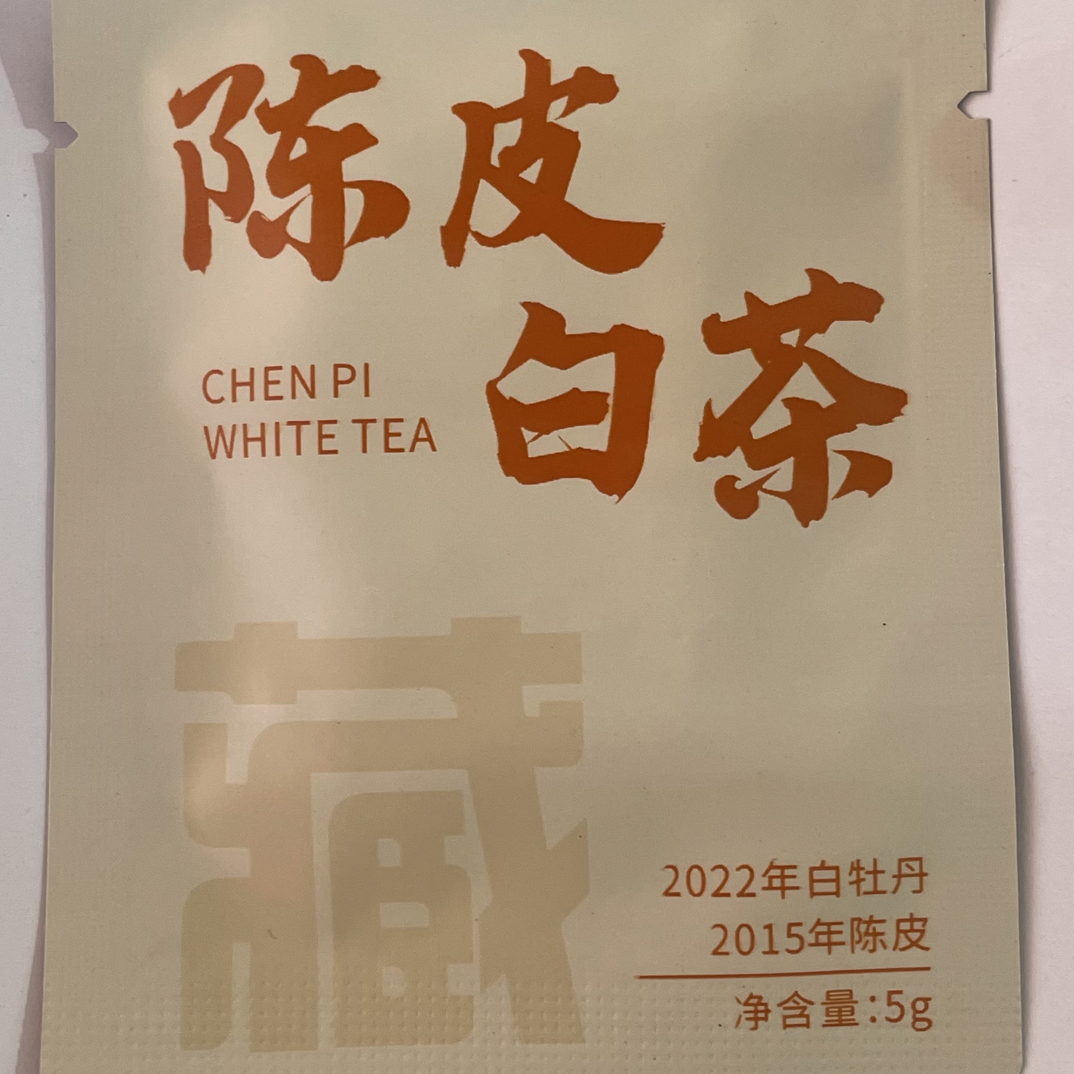 陈皮
白茶
CHEN PI
WHITE TEA
藏
2022年白牡丹
2015年陈皮
净含量:5g